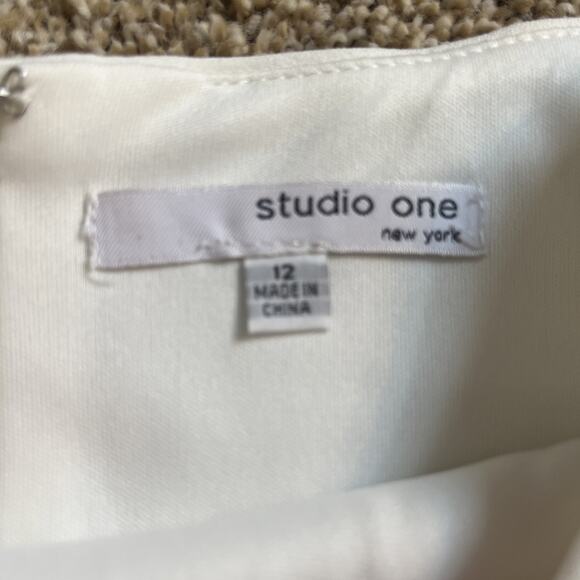 studio one
new york
12
MADE IN
CHINA